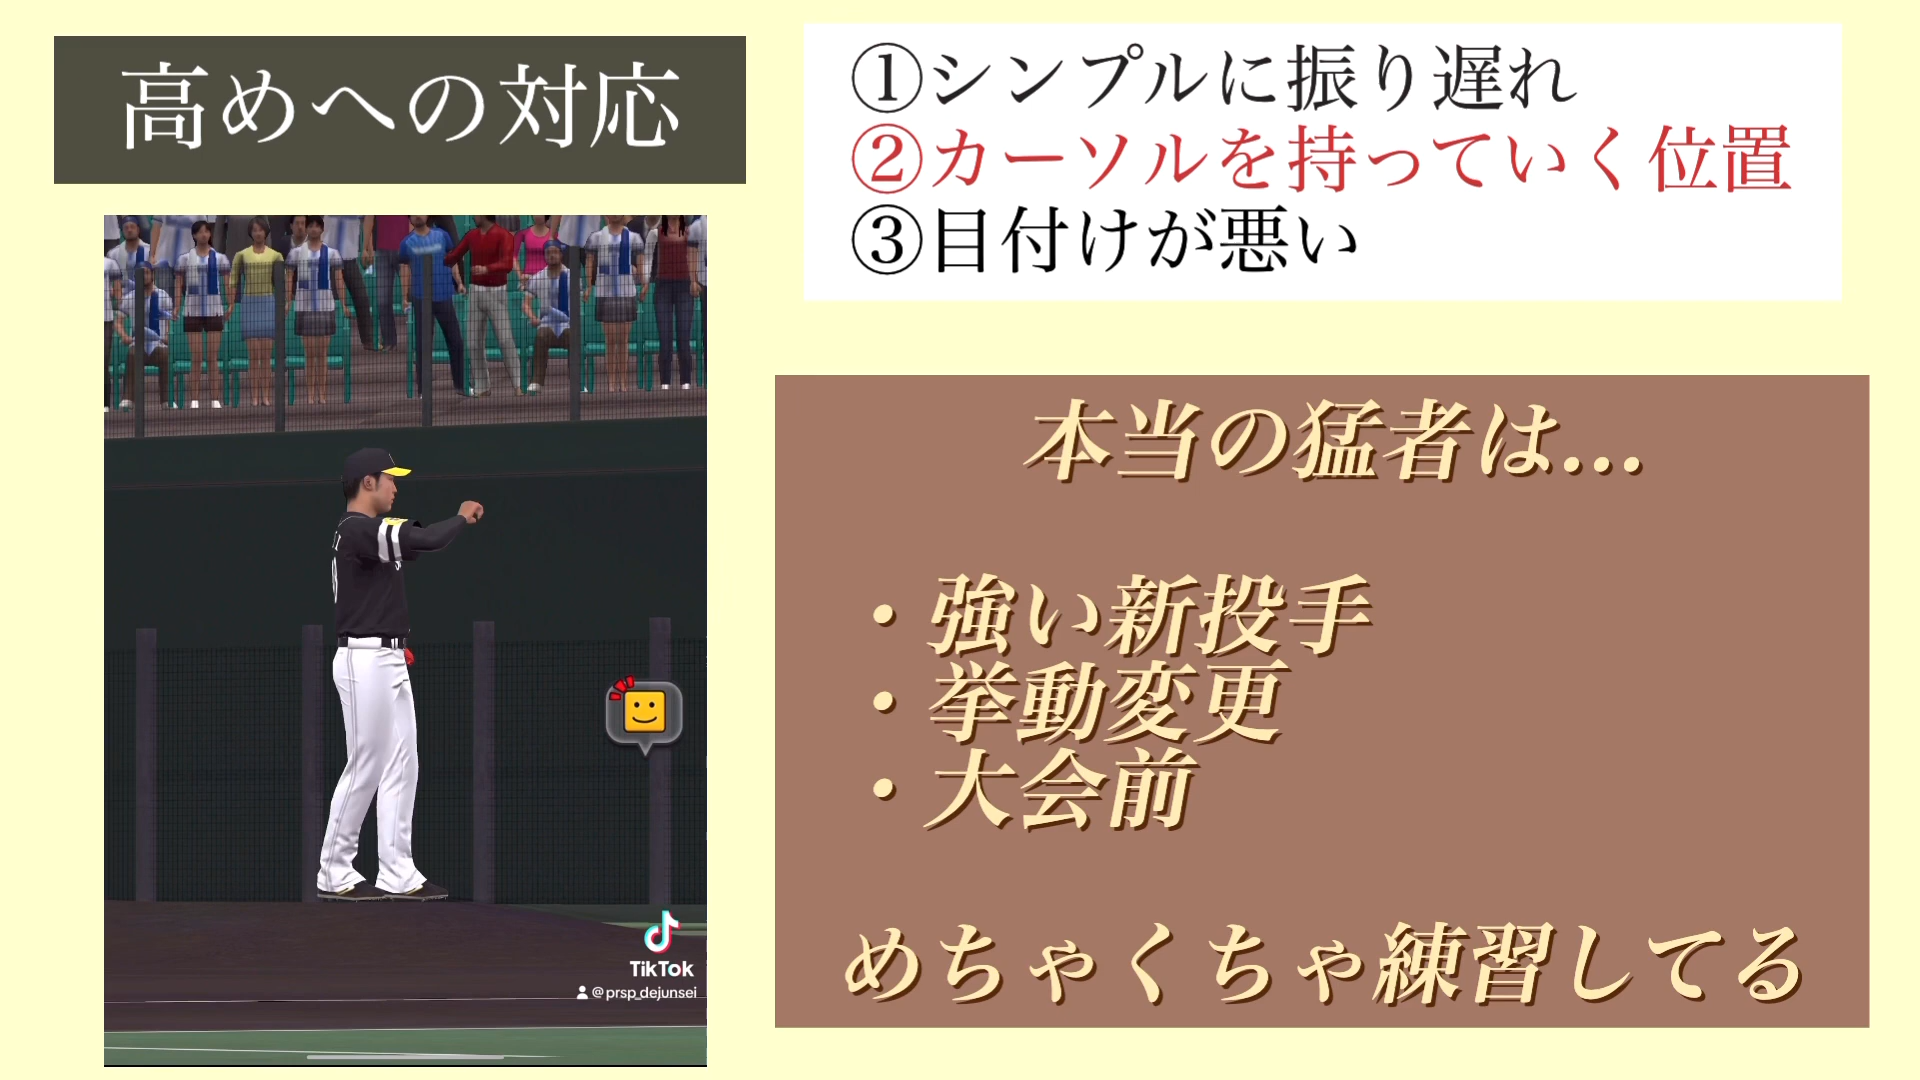 高めへの対応
①シンプルに振り遅れ
②カーソルを持っていく位置
③目付けが悪い
本当の猛者は...
・強い新投手
・挙動変更
・大会前
めちゃくちゃ練習してる
TikTok
@prsp_dejunsei